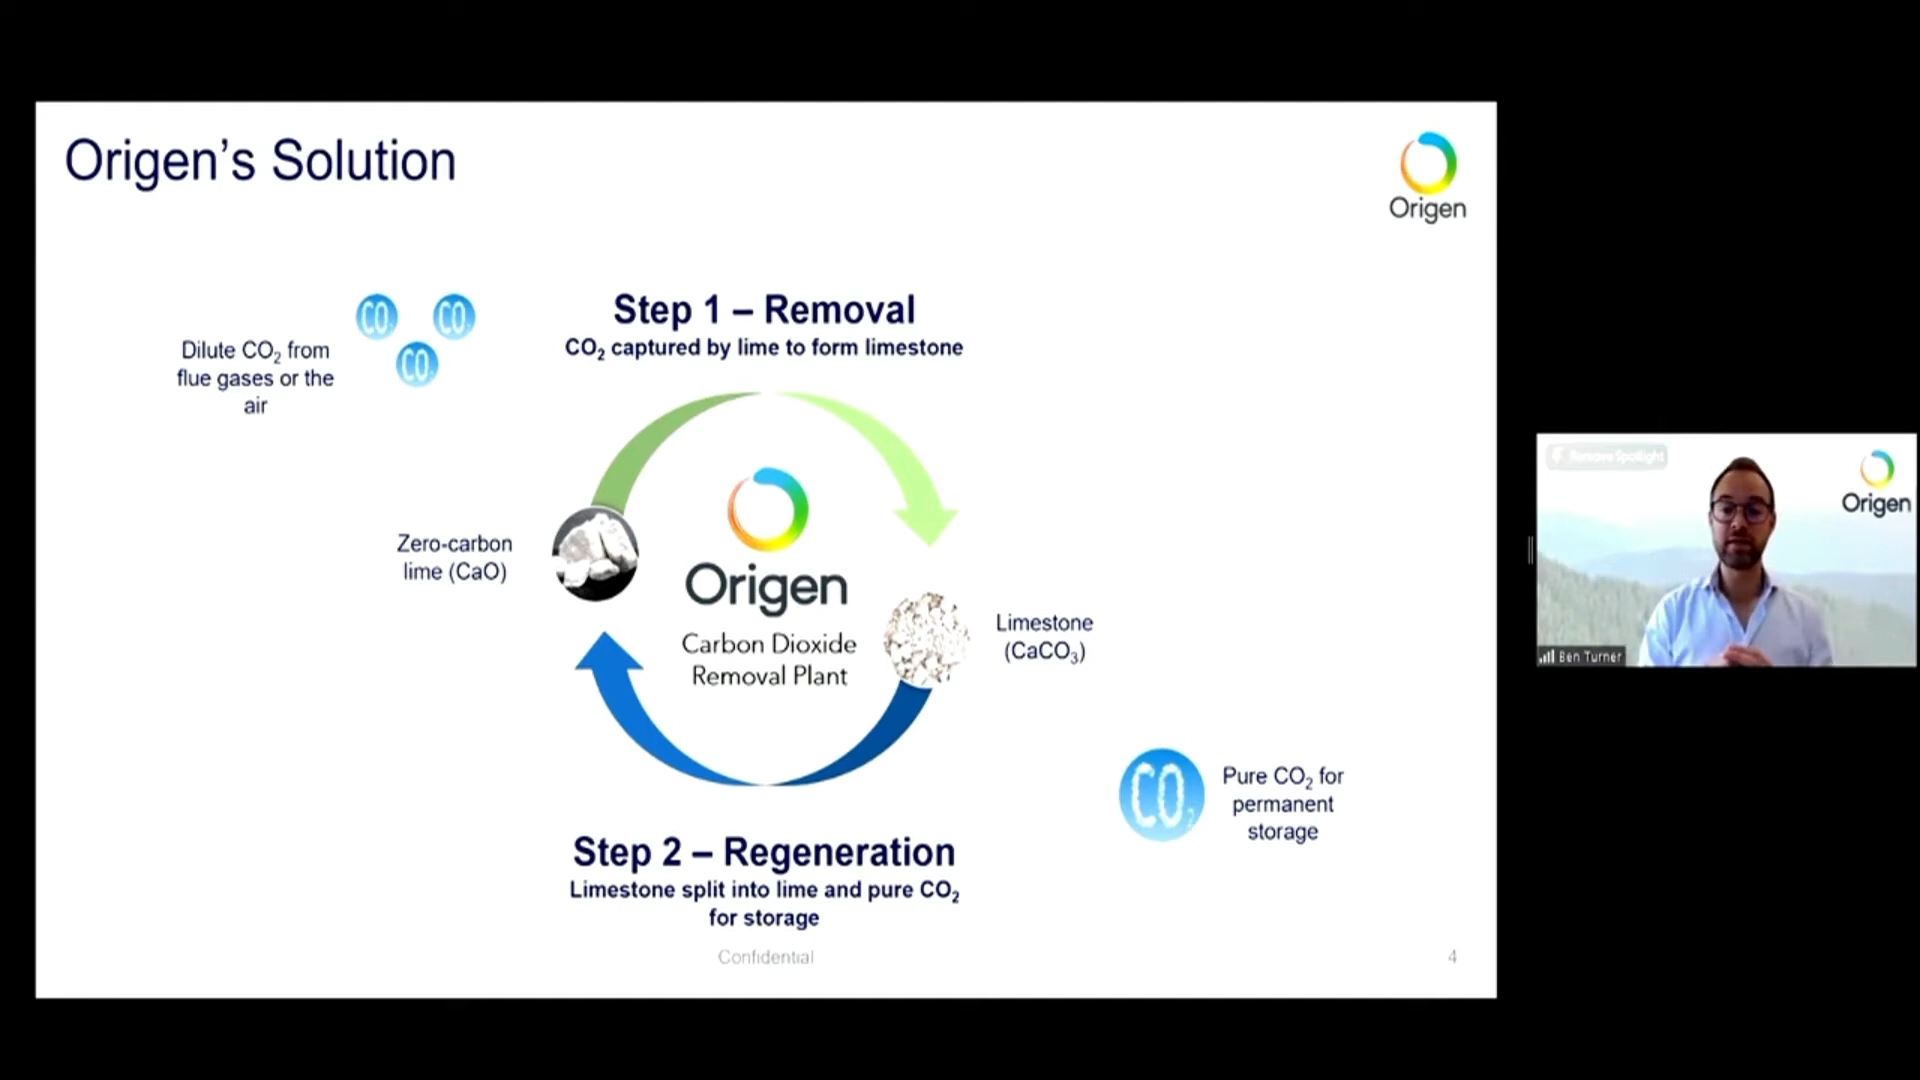 Origen's Solution
Origen
Step 1 – Removal
CO₂ captured by lime to form limestone
CO₂
CO₂
CO₂
Dilute CO₂ from
flue gases or the
air
Zero-carbon
lime (CaO)
Origen
Carbon Dioxide
Removal Plant
Limestone
(CaCO₃)
CO₂
Pure CO₂ for
permanent
storage
Step 2 – Regeneration
Limestone split into lime and pure CO₂
for storage
Confidential
4
Remove Spotlight
Origen
Ben Turner